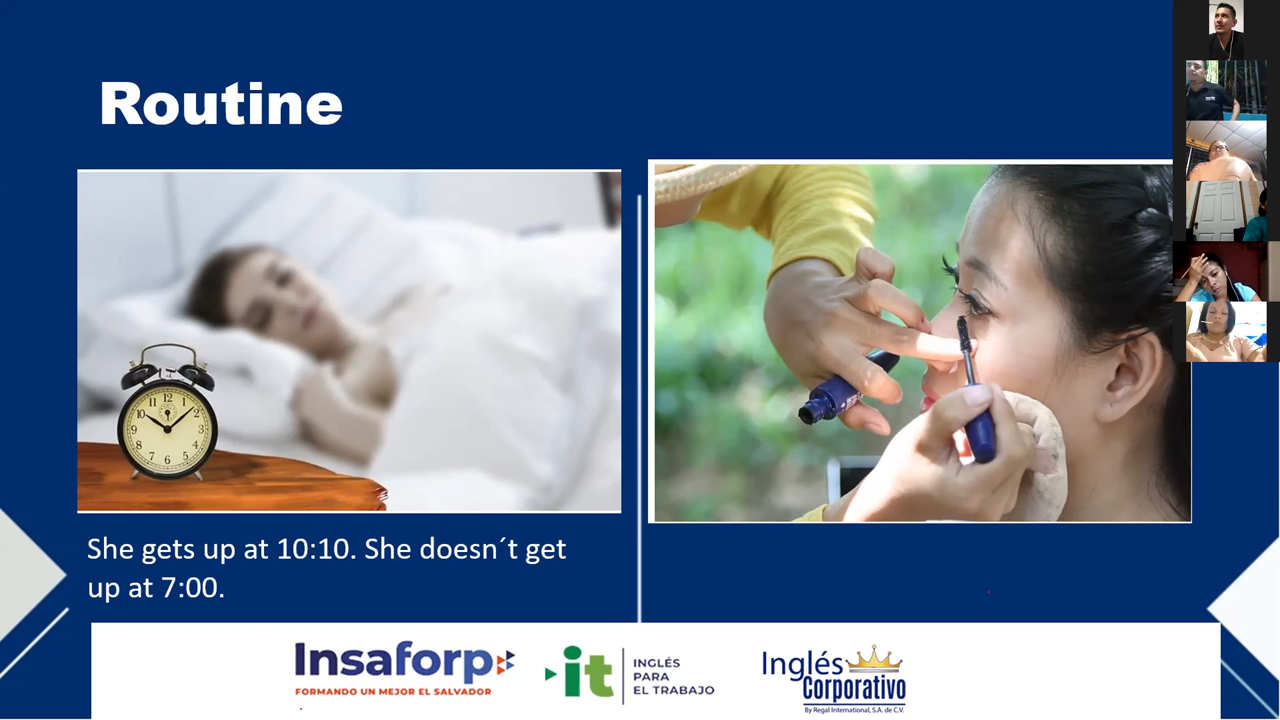 Routine
She gets up at 10:10. She doesn´t get
up at 7:00.
Insaforp
FORMANDO UN MEJOR EL SALVADOR
it
INGLÉS
PARA
EL TRABAJO
Inglés
Corporativo
By Regal International, S.A. de C.V.